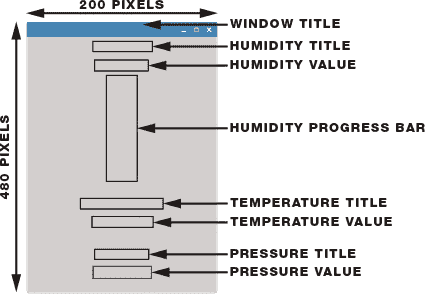 200 PIXELS
WINDOW TITLE
HUMIDITY TITLE
HUMIDITY VALUE
HUMIDITY PROGRESS BAR
480 PIXELS
TEMPERATURE TITLE
TEMPERATURE VALUE
PRESSURE TITLE
PRESSURE VALUE